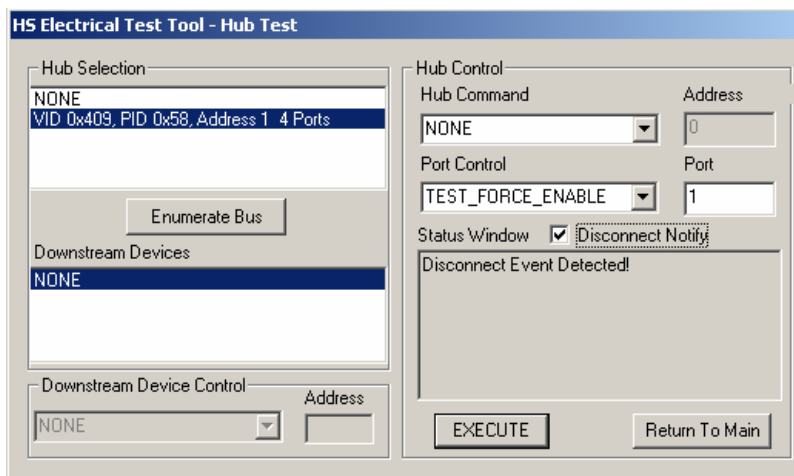 HS Electrical Test Tool - Hub Test
Hub Selection
NONE
VID 0x409, PID 0x58, Address 1 4 Ports
Enumerate Bus
Downstream Devices
NONE
Downstream Device Control
Address
NONE
Hub Control
Hub Command
Address
NONE
0
Port Control
Port
TEST_FORCE_ENABLE
1
Status Window
Disconnect Notify
Disconnect Event Detected!
EXECUTE
Return To Main